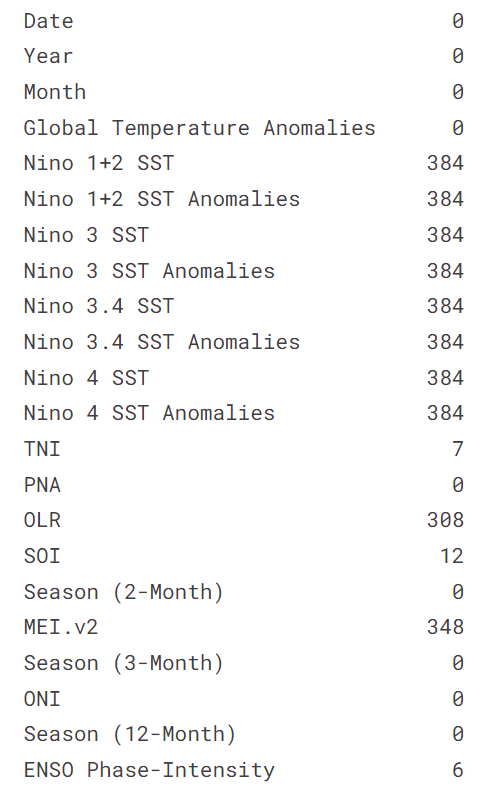 Date 0
Year 0
Month 0
Global Temperature Anomalies 0
Nino 1+2 SST 384
Nino 1+2 SST Anomalies 384
Nino 3 SST 384
Nino 3 SST Anomalies 384
Nino 3.4 SST 384
Nino 3.4 SST Anomalies 384
Nino 4 SST 384
Nino 4 SST Anomalies 384
TNI 7
PNA 0
OLR 308
SOI 12
Season (2-Month) 0
MEI.v2 348
Season (3-Month) 0
ONI 0
Season (12-Month) 0
ENSO Phase-Intensity 6